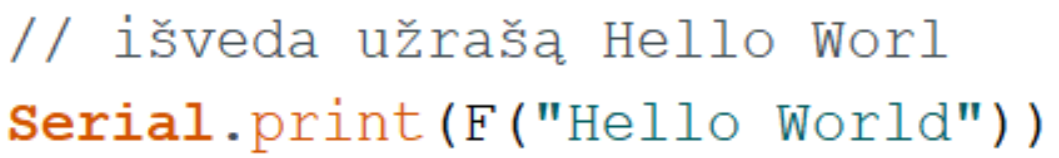 // išveda užrašą Hello Worl
Serial.print(F("Hello World"))